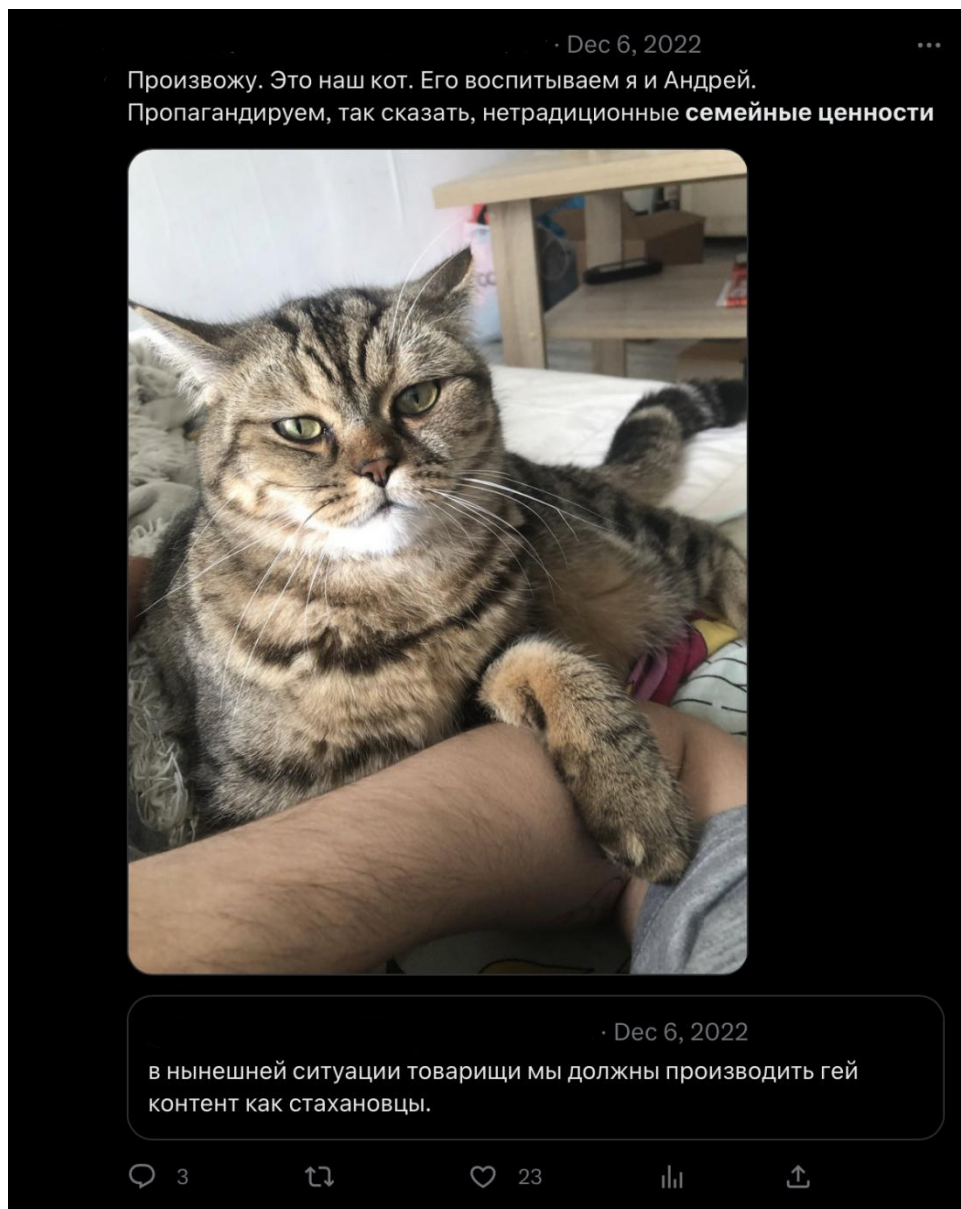 · Dec 6, 2022
Произвожу. Это наш кот. Его воспитываем я и Андрей.
Пропагандируем, так сказать, нетрадиционные семейные ценности
· Dec 6, 2022
в нынешней ситуации товарищи мы должны производить гей
контент как стахановцы.
3
23